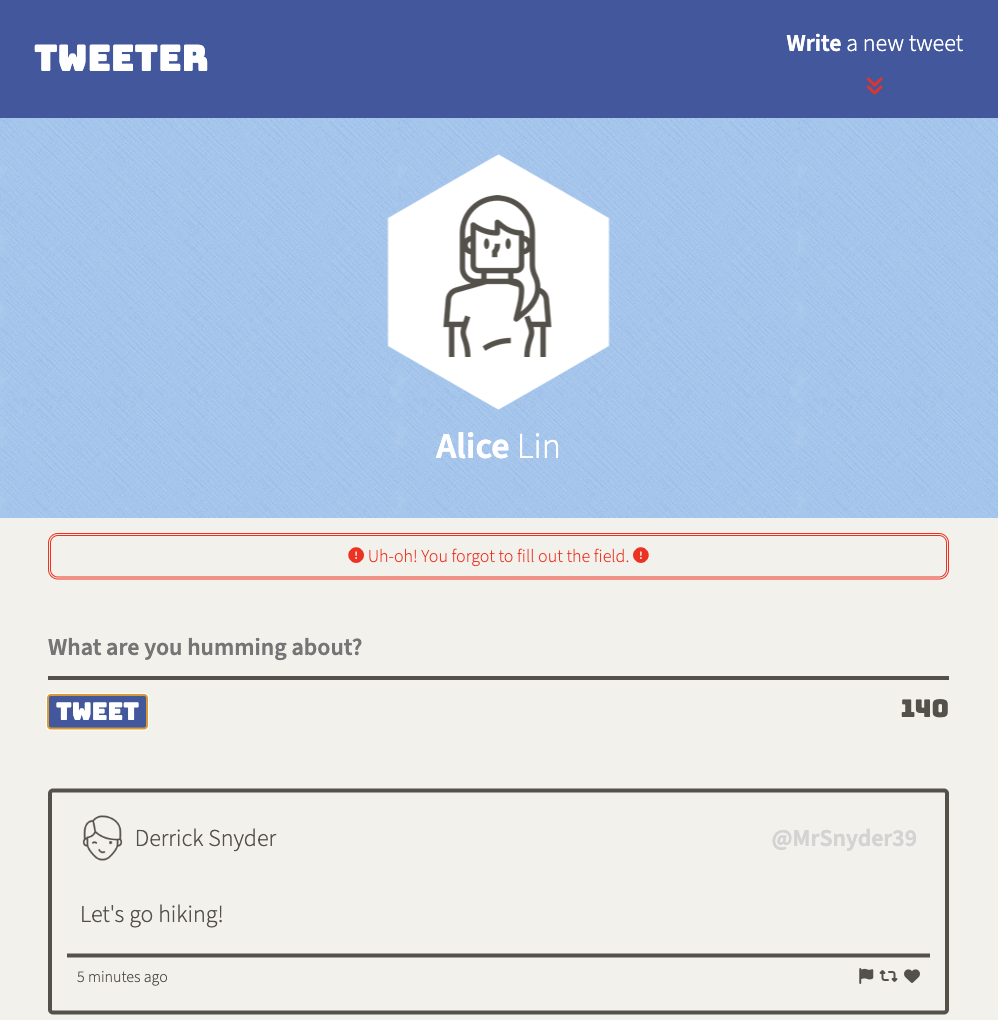 TWEETER
Write a new tweet
Alice Lin
Uh-oh! You forgot to fill out the field.
What are you humming about?
TWEET
140
Derrick Snyder
@MrSnyder39
Let's go hiking!
5 minutes ago